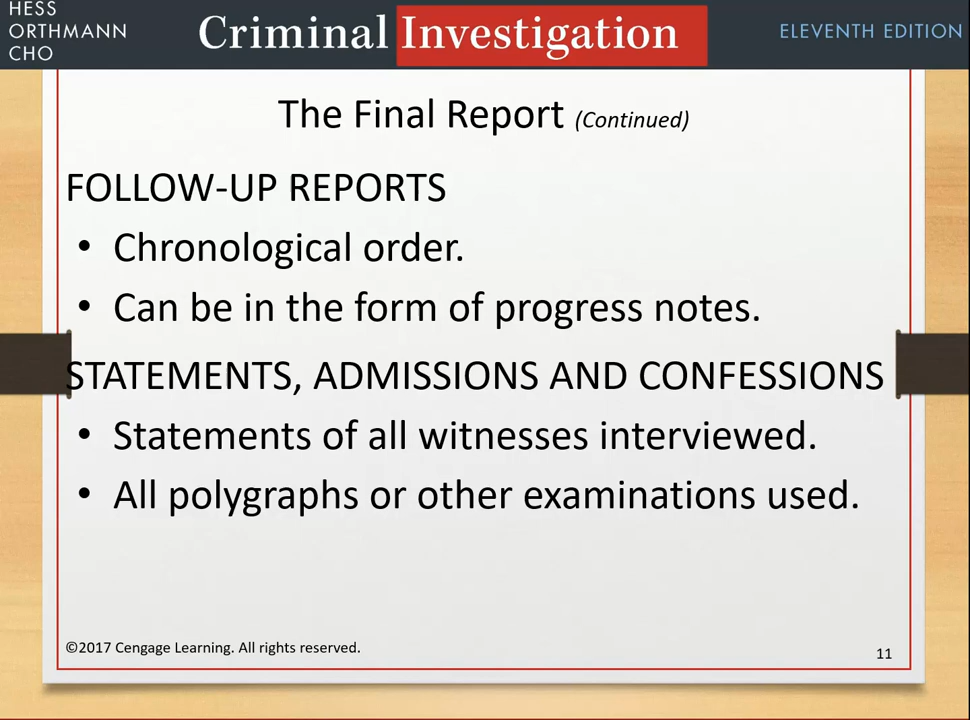 HESS
ORTHMANN
CHO
Criminal Investigation
ELEVENTH EDITION
The Final Report (Continued)
FOLLOW-UP REPORTS
• Chronological order.
• Can be in the form of progress notes.
STATEMENTS, ADMISSIONS AND CONFESSIONS
• Statements of all witnesses interviewed.
• All polygraphs or other examinations used.
©2017 Cengage Learning. All rights reserved.
11